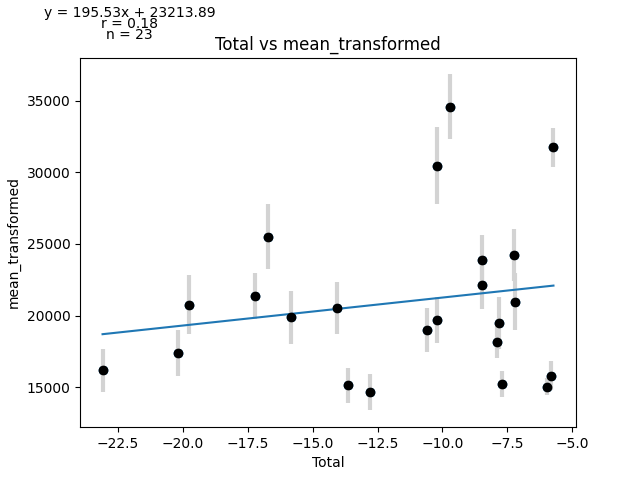 y = 195.53x + 23213.89
r = 0.18
n = 23
Total vs mean_transformed
35000
30000
25000
20000
15000
mean_transformed
−22.5 −20.0 −17.5 −15.0 −12.5 −10.0 −7.5 −5.0
Total